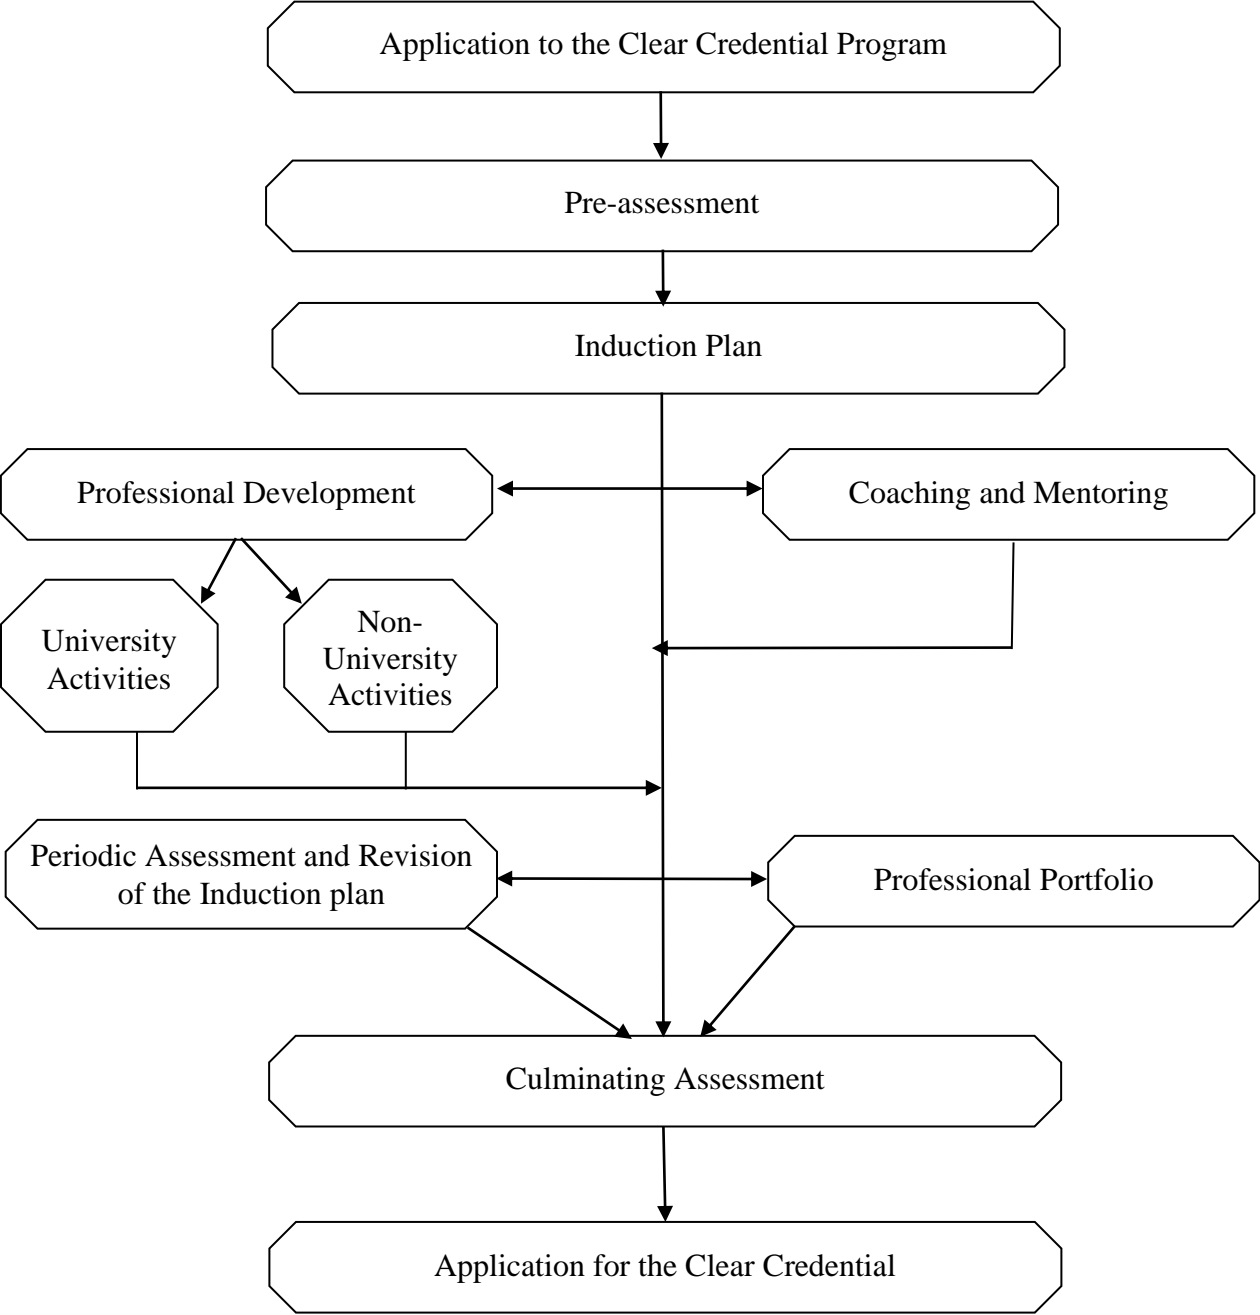 Application to the Clear Credential Program
Pre-assessment
Induction Plan
Professional Development
Coaching and Mentoring
University
Activities
Non-
University
Activities
Periodic Assessment and Revision
of the Induction plan
Professional Portfolio
Culminating Assessment
Application for the Clear Credential